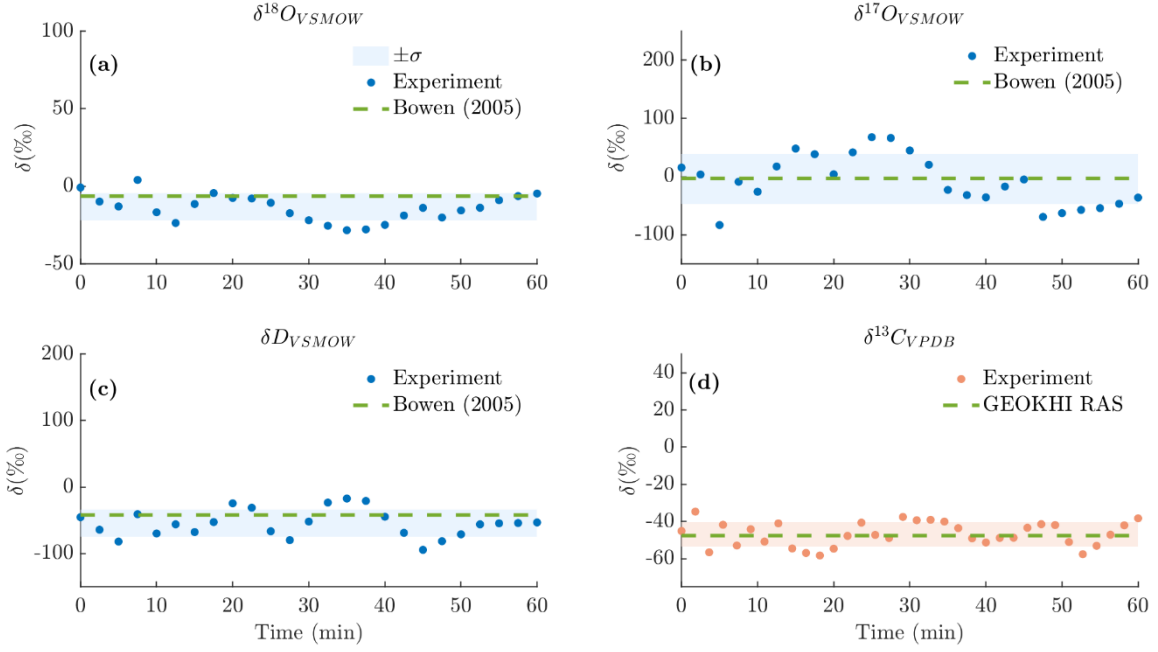 δ¹⁸O_VSMOW
(a)
±σ
Experiment
Bowen (2005)
δ(‰)
100
50
0
-50
0 10 20 30 40 50 60
δ¹⁷O_VSMOW
(b)
Experiment
Bowen (2005)
δ(‰)
200
100
0
-100
0 10 20 30 40 50 60
δD_VSMOW
(c)
Experiment
Bowen (2005)
δ(‰)
200
100
0
-100
0 10 20 30 40 50 60
Time (min)
δ¹³C_VPDB
(d)
Experiment
GEOKHI RAS
δ(‰)
40
20
0
-20
-40
-60
0 10 20 30 40 50 60
Time (min)